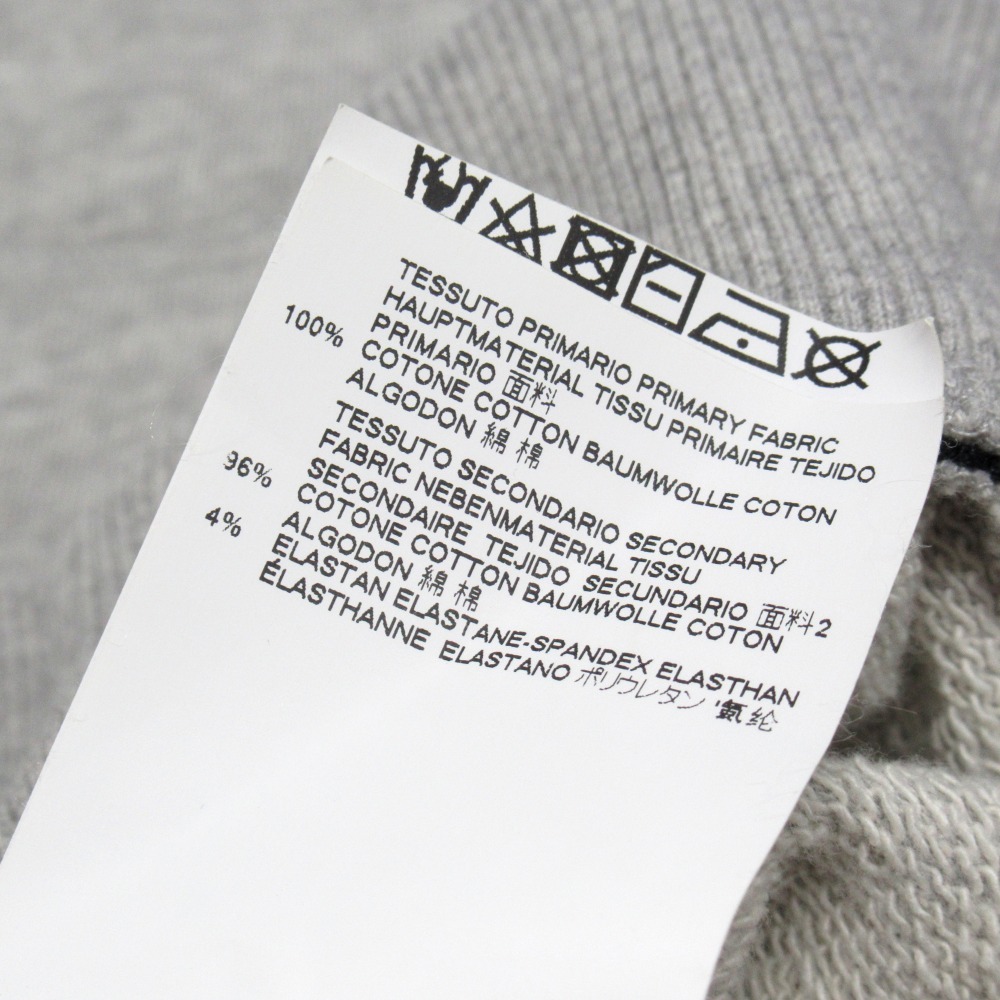 TESSUTO PRIMARIO PRIMARY FABRIC
HAUPTMATERIAL TISSU PRIMAIRE TEJIDO
PRIMARIO 面料
100% COTONE COTTON BAUMWOLLE COTON
ALGODON 綿 棉
TESSUTO SECONDARIO SECONDARY
FABRIC NEBENMATERIAL TISSU
SECONDAIRE TEJIDO SECUNDARIO 面料2
96% COTONE COTTON BAUMWOLLE COTON
ALGODON 綿 棉
4% ELASTAN ELASTANE-SPANDEX ELASTHAN
ÉLASTHANNE ELASTANO ポリウレタン 氨纶